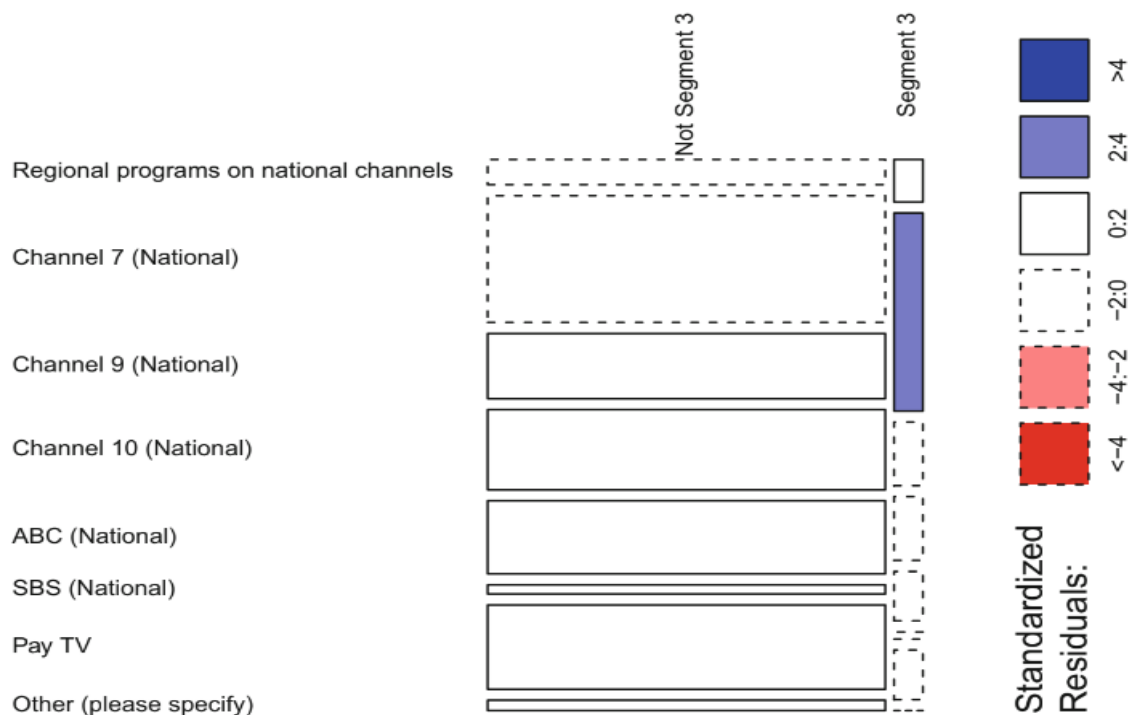 Not Segment 3
Segment 3
Regional programs on national channels
Channel 7 (National)
Channel 9 (National)
Channel 10 (National)
ABC (National)
SBS (National)
Pay TV
Other (please specify)
>4
2:4
0:2
−2:0
−4:−2
<−4
Standardized
Residuals: